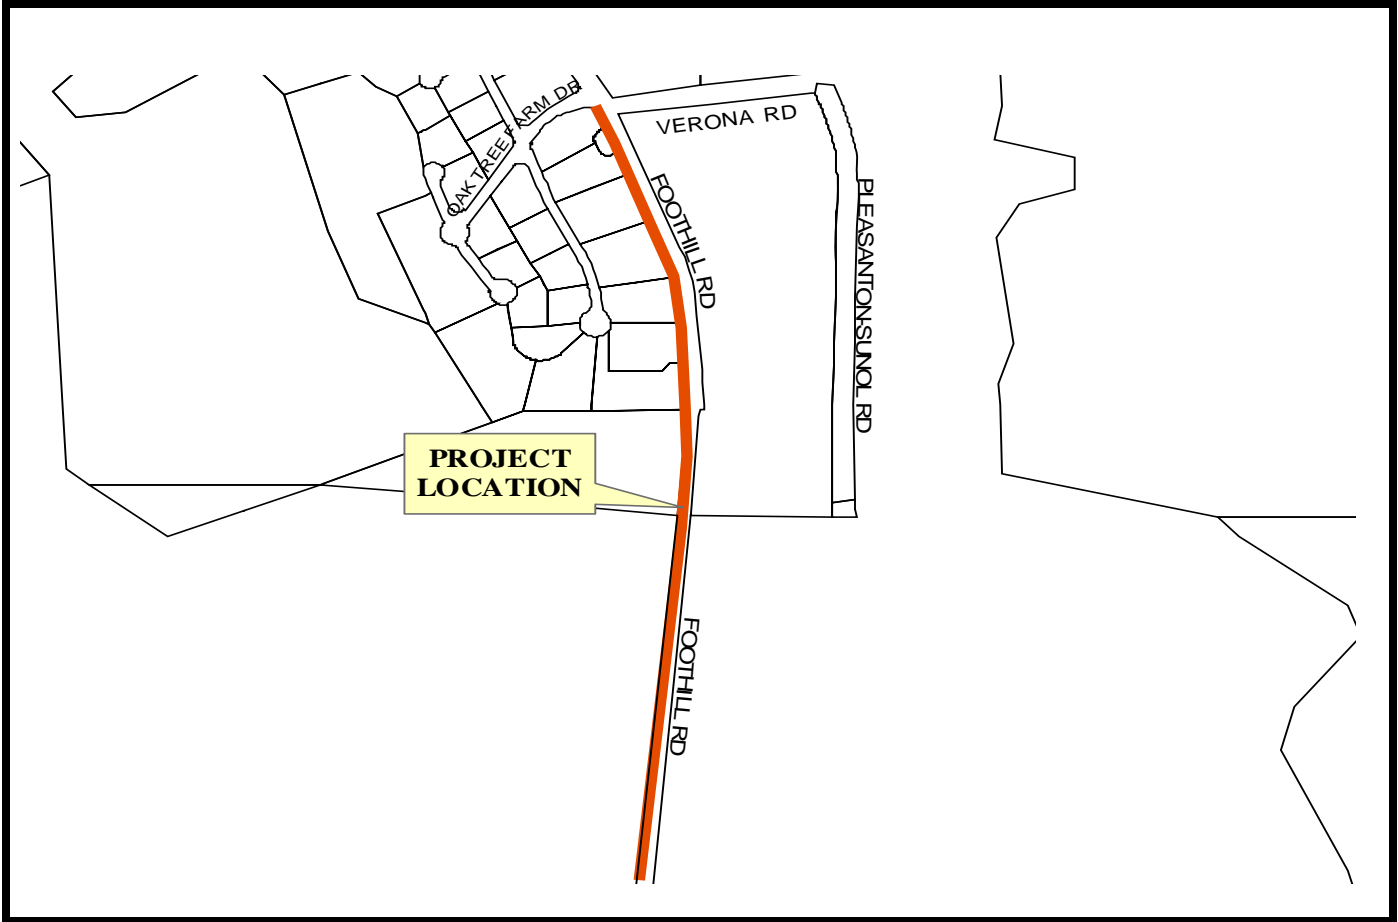 OAK TREE FARM DR
VERONA RD
FOOTHILL RD
PLEASANTON-SUNOL RD
PROJECT
LOCATION
FOOTHILL RD